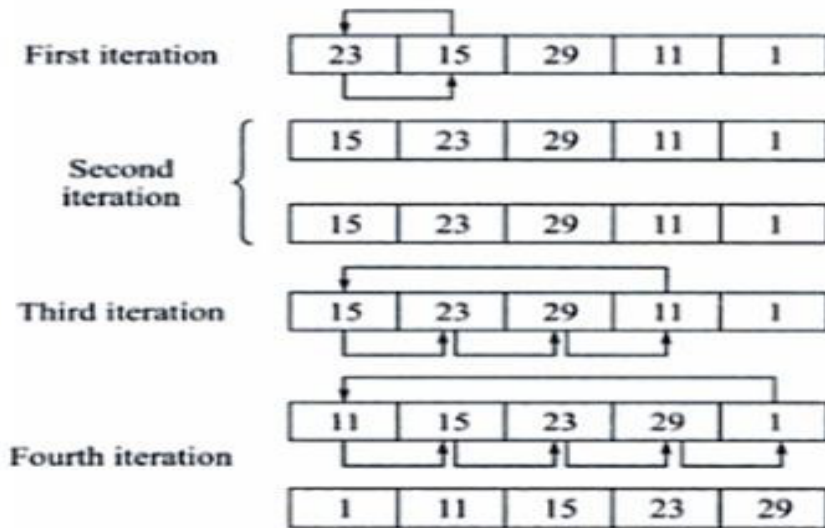 First iteration 23 15 29 11 1
15 23 29 11 1
Second
iteration
15 23 29 11 1
Third iteration 15 23 29 11 1
11 15 23 29 1
Fourth iteration
1 11 15 23 29